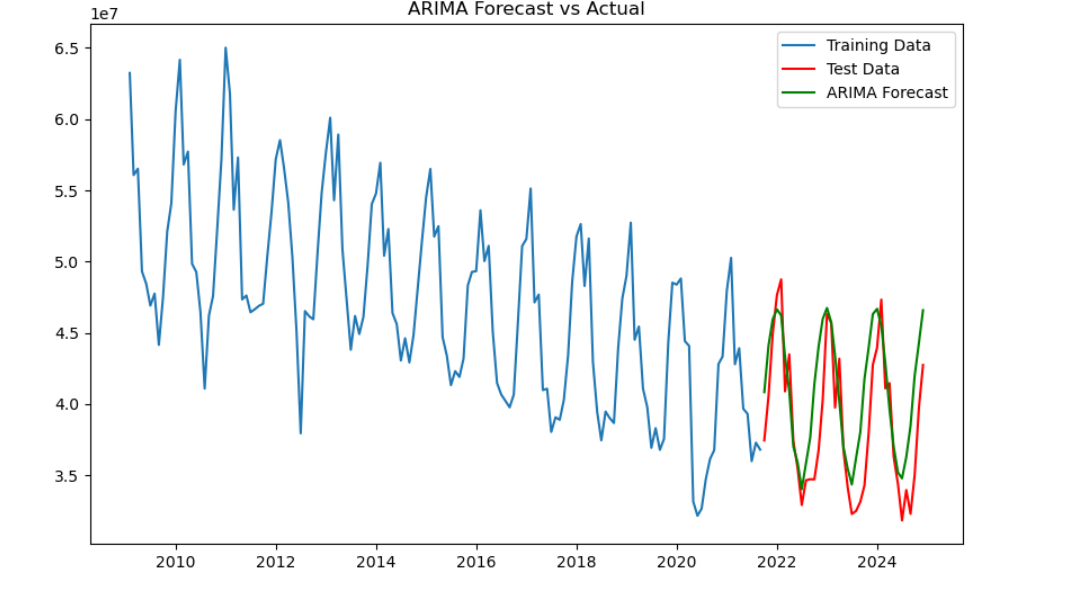 ARIMA Forecast vs Actual
1e7
Training Data
Test Data
ARIMA Forecast
6.5
6.0
5.5
5.0
4.5
4.0
3.5
2010 2012 2014 2016 2018 2020 2022 2024